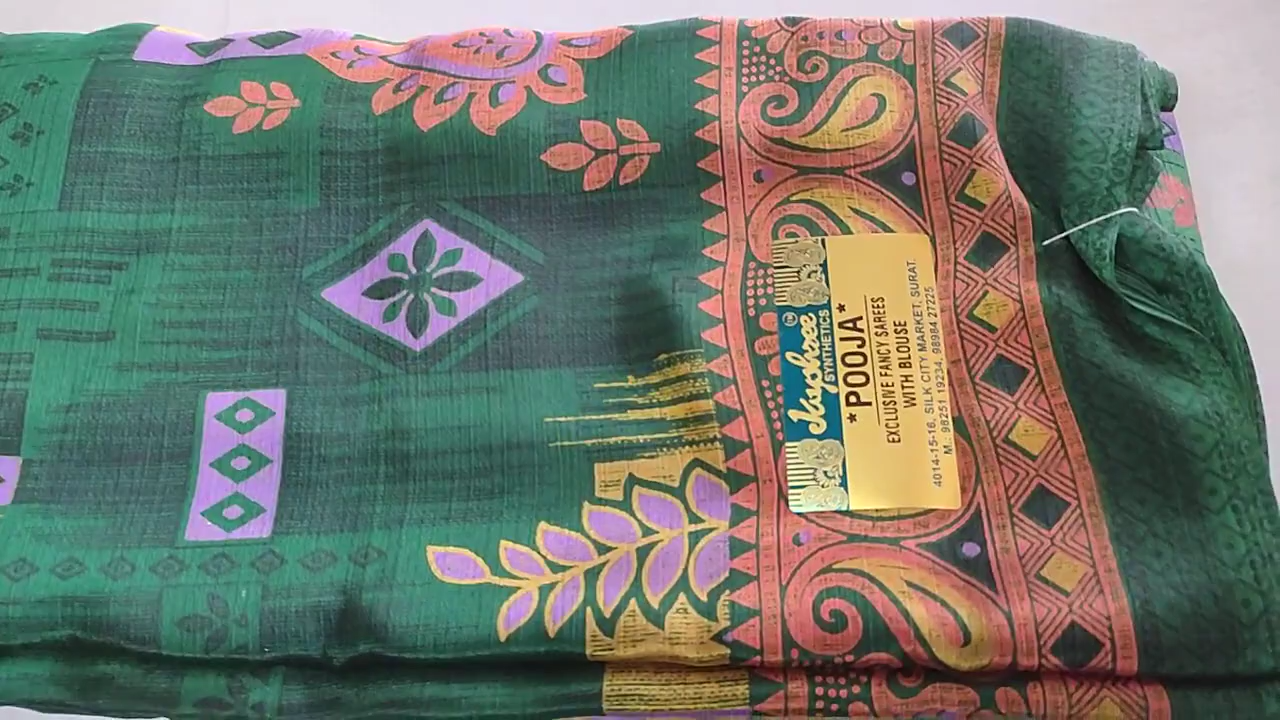 Jayshree TM
SYNTHETICS
★ POOJA ★
EXCLUSIVE FANCY SAREES
WITH BLOUSE
4014-15-16, SILK CITY MARKET, SURAT.
M.: 98251 19234, 98984 27225